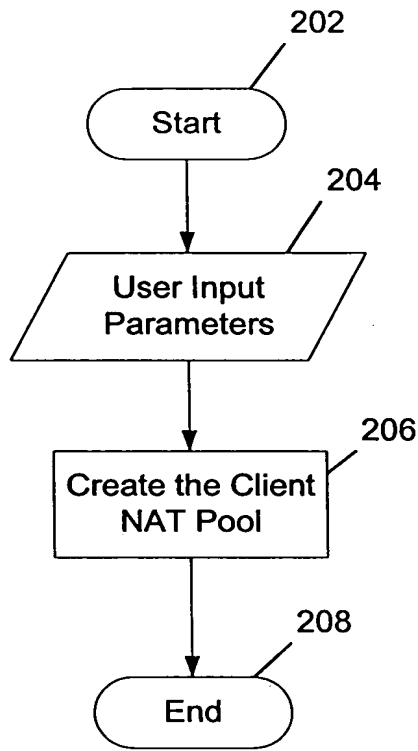 202
Start
204
User Input
Parameters
206
Create the Client
NAT Pool
208
End